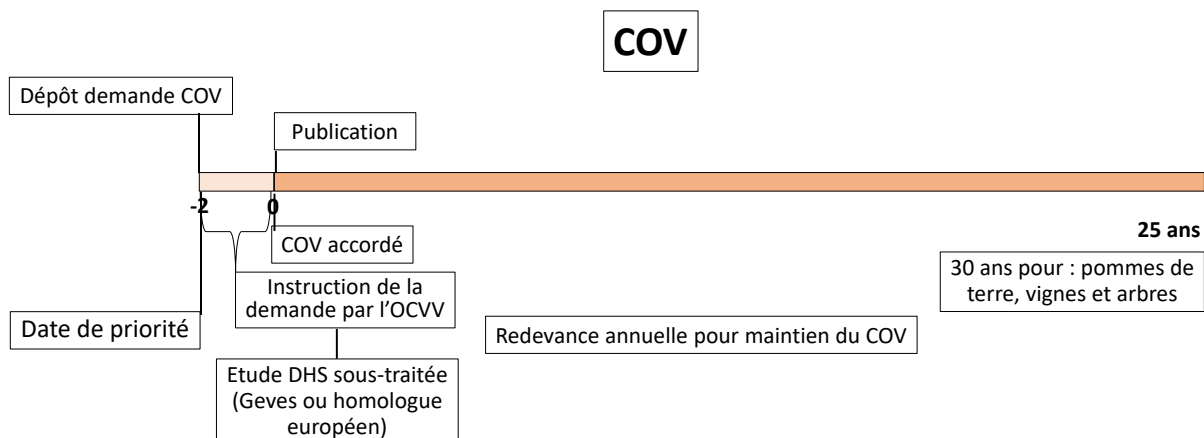 COV
Dépôt demande COV
Publication
-2
0
COV accordé
25 ans
Instruction de la
demande par l'OCVV
30 ans pour : pommes de
terre, vignes et arbres
Date de priorité
Redevance annuelle pour maintien du COV
Etude DHS sous-traitée
(Geves ou homologue
européen)